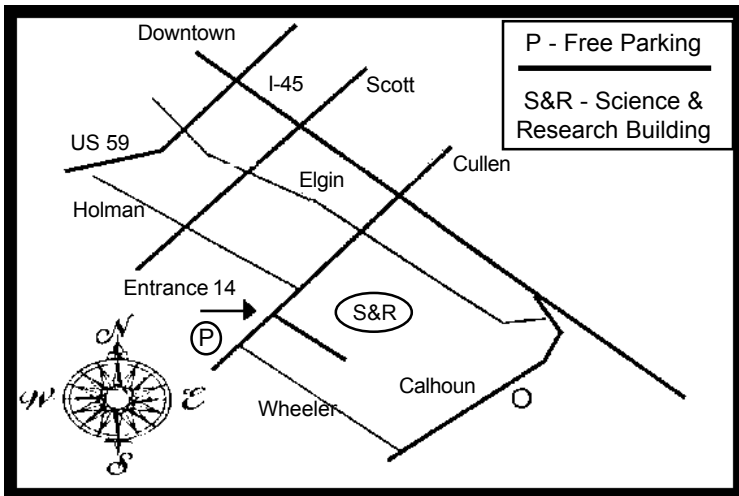 Downtown
P - Free Parking
I-45
Scott
S&R - Science &
Research Building
US 59
Cullen
Elgin
Holman
Entrance 14
S&R
P
N
W
E
S
Calhoun
Wheeler
O